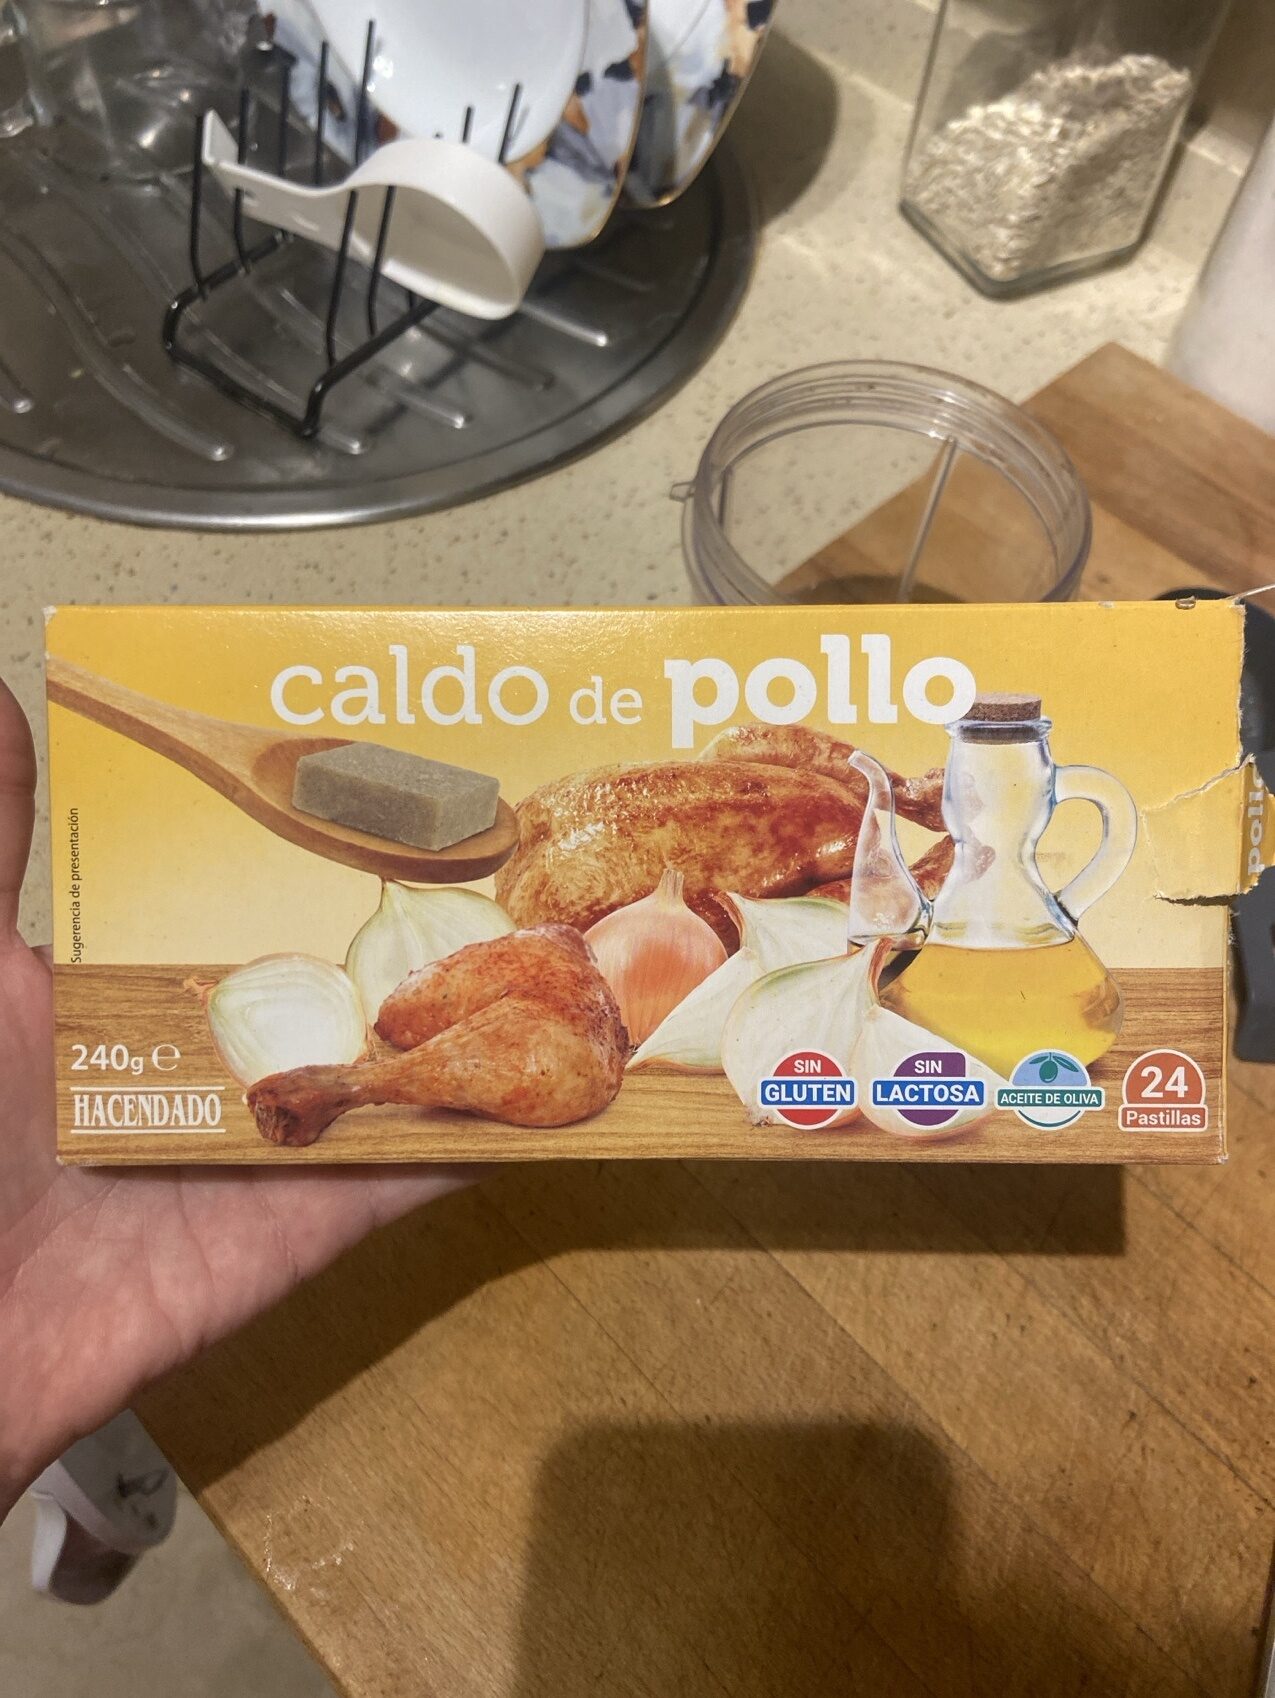 caldo de pollo
pollo
Sugerencia de presentación
240g e
HACENDADO
SIN
GLUTEN
SIN
LACTOSA
ACEITE DE OLIVA
24
Pastillas